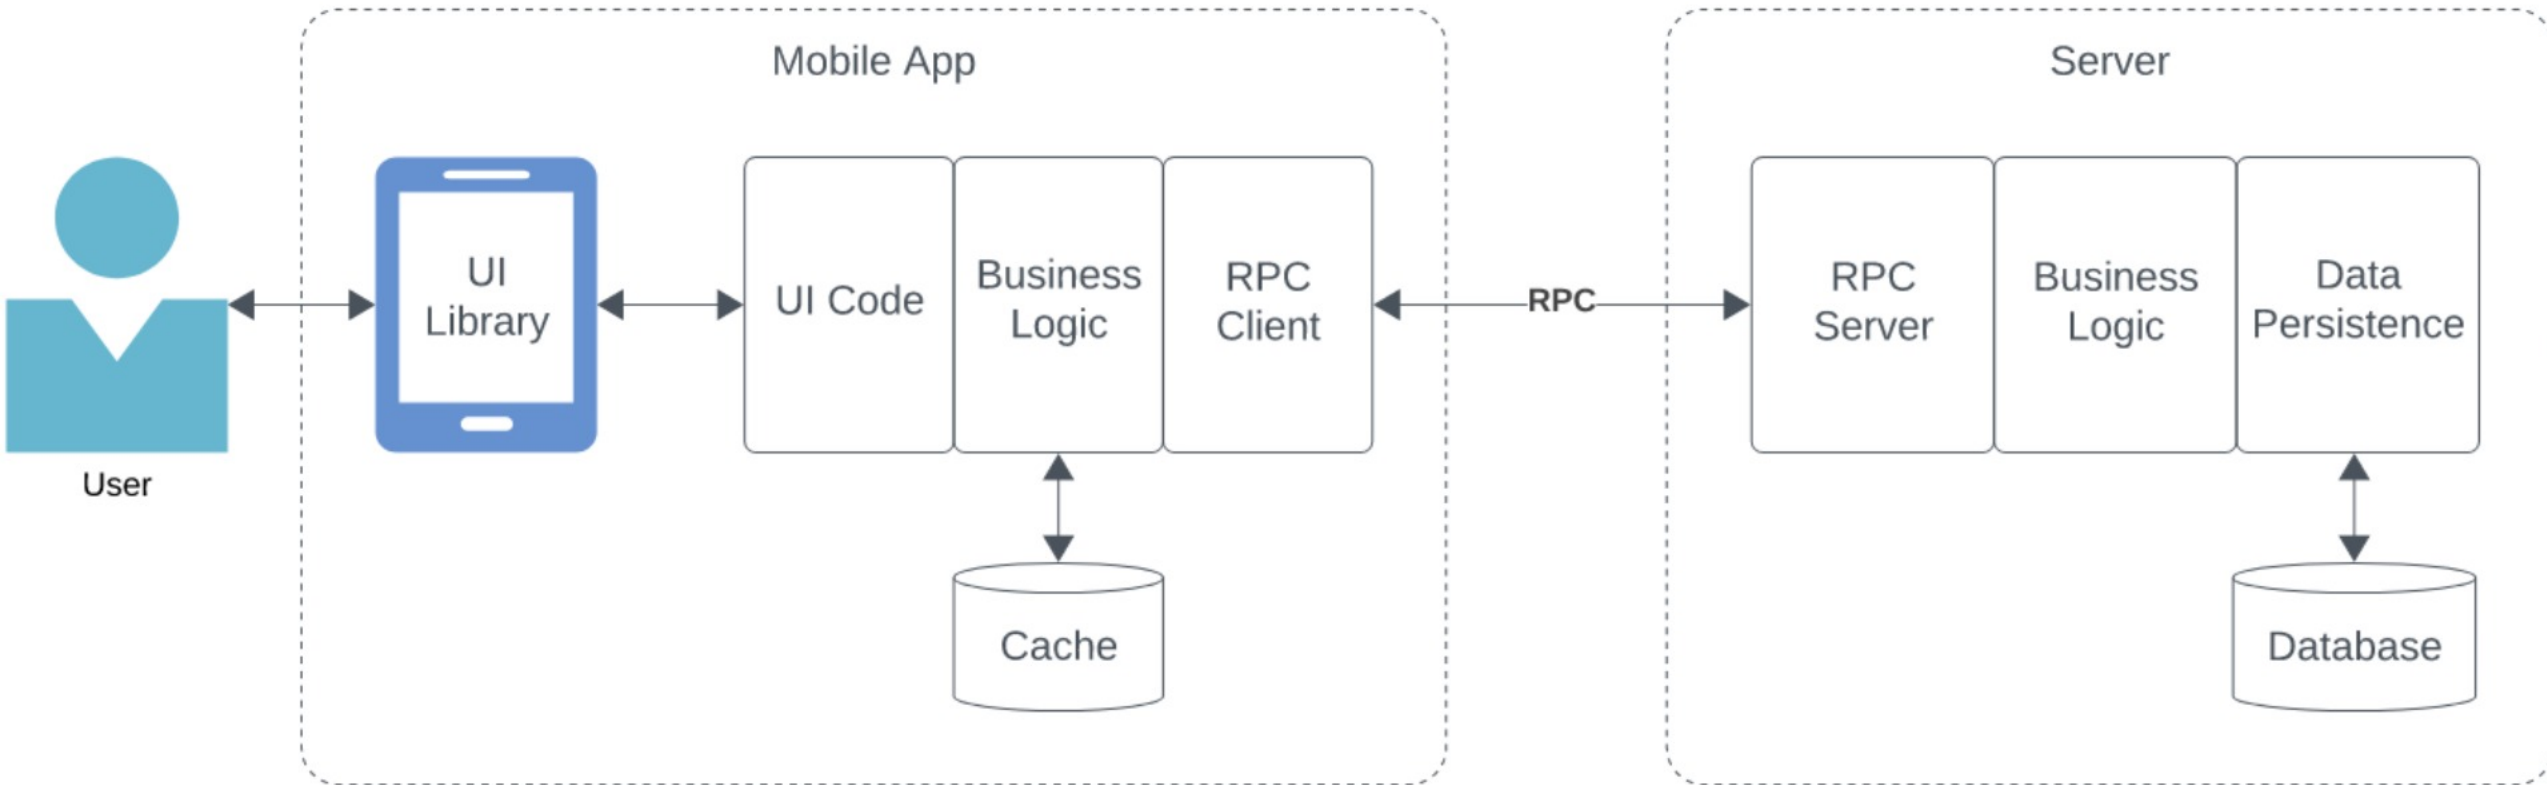 Mobile App
Server
User
UI
Library
UI Code
Business
Logic
RPC
Client
Cache
RPC
RPC
Server
Business
Logic
Data
Persistence
Database